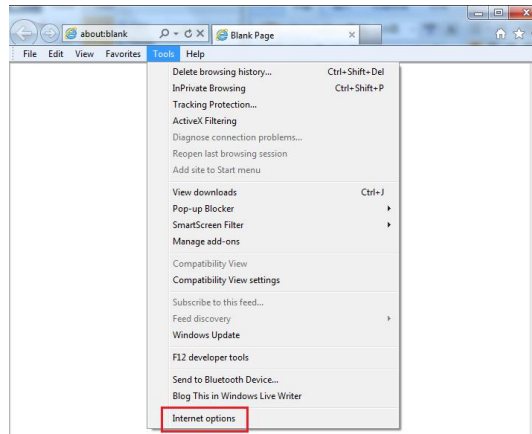 about:blank
Blank Page
File Edit View Favorites Tools Help
Delete browsing history... Ctrl+Shift+Del
InPrivate Browsing Ctrl+Shift+P
Tracking Protection...
ActiveX Filtering
Diagnose connection problems...
Reopen last browsing session
Add site to Start menu
View downloads Ctrl+J
Pop-up Blocker
SmartScreen Filter
Manage add-ons
Compatibility View
Compatibility View settings
Subscribe to this feed...
Feed discovery
Windows Update
F12 developer tools
Send to Bluetooth Device...
Blog This in Windows Live Writer
Internet options